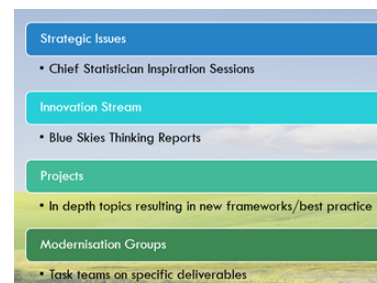 Strategic Issues
• Chief Statistician Inspiration Sessions
Innovation Stream
• Blue Skies Thinking Reports
Projects
• In depth topics resulting in new frameworks/best practice
Modernisation Groups
• Task teams on specific deliverables